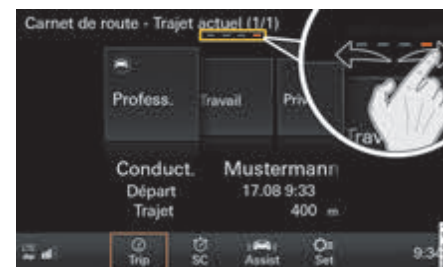 Carnet de route - Trajet actuel (1/1)
Profess. Travail Priv
Trav
Conduct. Mustermann
Départ 17.08 9:33
Trajet 400 m
Trip SC Assist Set 9:34